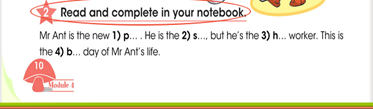 2 Read and complete in your notebook.
Mr Ant is the new 1) p... . He is the 2) s..., but he's the 3) h... worker. This is
the 4) b... day of Mr Ant's life.
10
Module 4